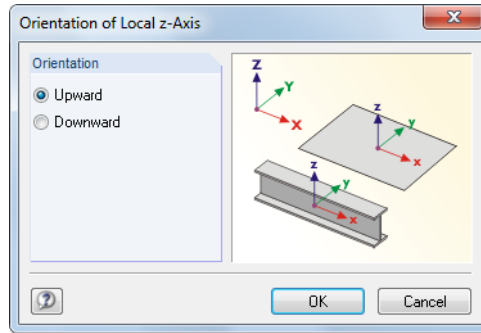 Orientation of Local z-Axis
x
Orientation
Upward
Downward
Z
Y
X
z
y
x
z
y
x
?
OK
Cancel